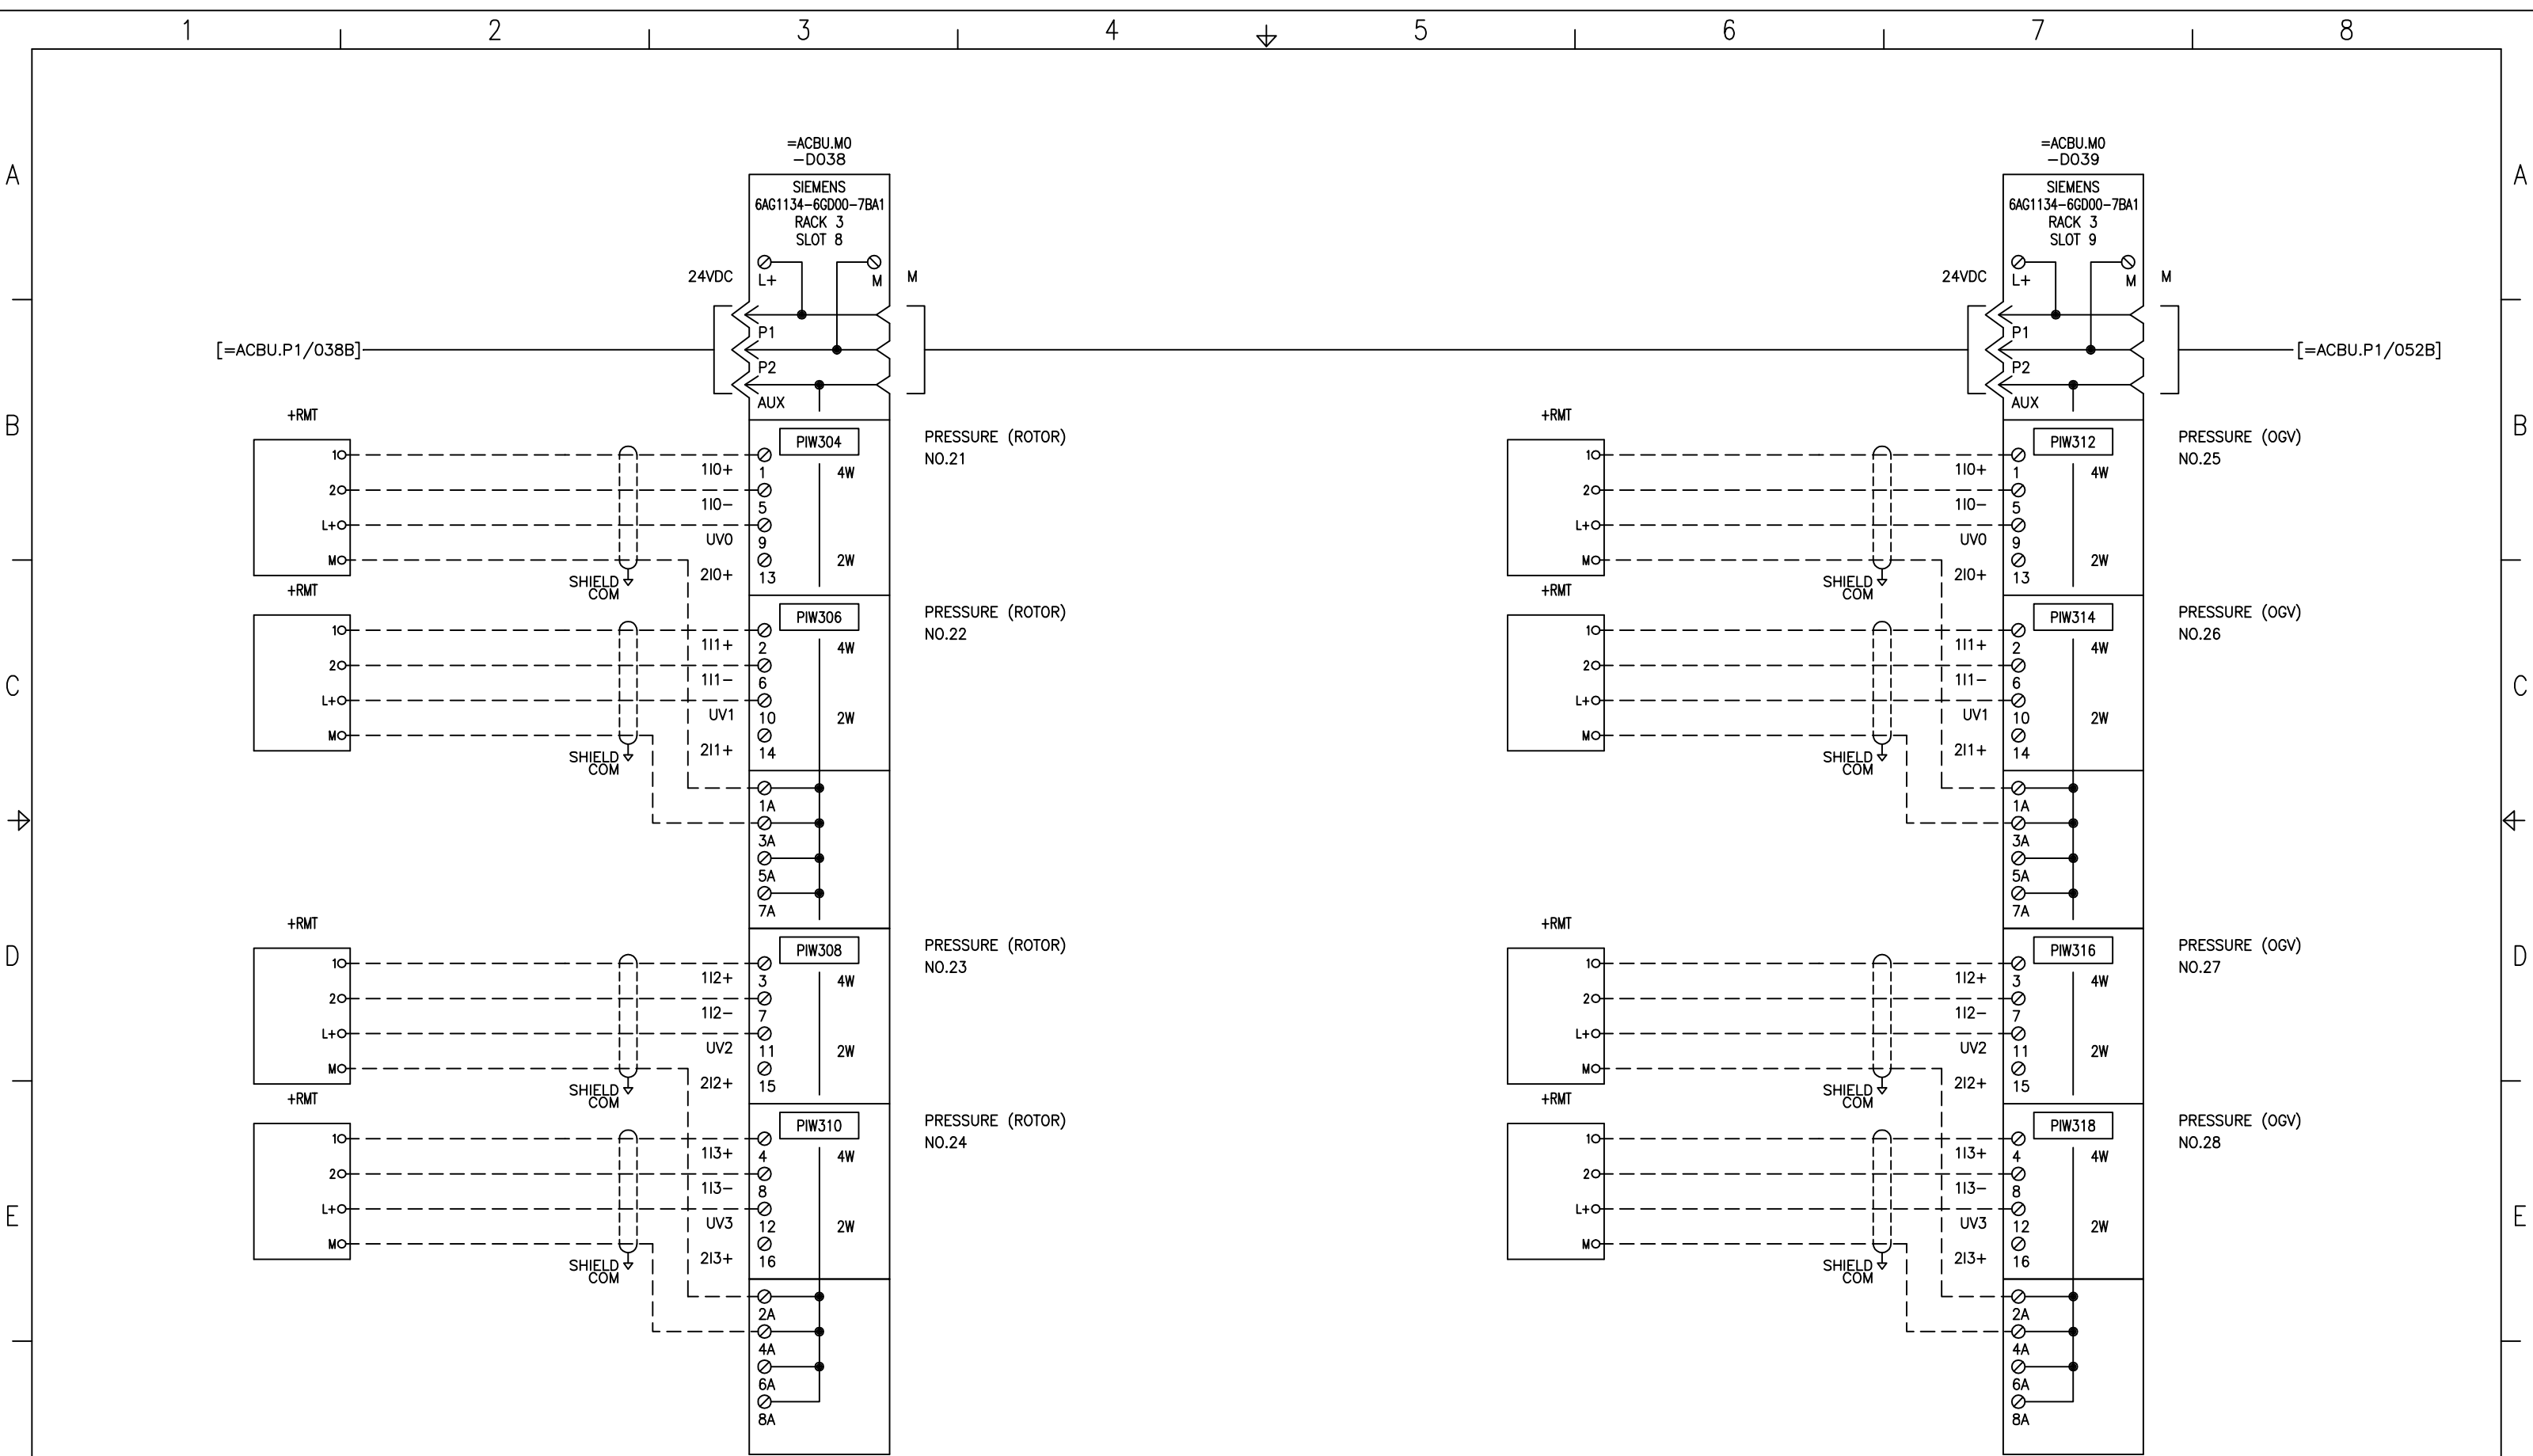 1 2 3 4 5 6 7 8
A A
=ACBU.M0
-D038
SIEMENS
6AG1134-6GD00-7BA1
RACK 3
SLOT 8
24VDC L+ M M
P1
P2
AUX
[=ACBU.P1/038B]
=ACBU.M0
-D039
SIEMENS
6AG1134-6GD00-7BA1
RACK 3
SLOT 9
24VDC L+ M M
P1
P2
AUX
[=ACBU.P1/052B]
B B
+RMT
PIW304
PRESSURE (ROTOR)
NO.21
1 1I0+ 1 4W
2 1I0- 5
L+ UV0 9
M 2I0+ 13 2W
SHIELD
COM
+RMT
PIW306
PRESSURE (ROTOR)
NO.22
1 1I1+ 2 4W
2 1I1- 6
L+ UV1 10 2W
M 2I1+ 14
SHIELD
COM
1A
3A
5A
7A
+RMT
PIW308
PRESSURE (ROTOR)
NO.23
1 1I2+ 3 4W
2 1I2- 7
L+ UV2 11 2W
M 2I2+ 15
SHIELD
COM
+RMT
PIW310
PRESSURE (ROTOR)
NO.24
1 1I3+ 4 4W
2 1I3- 8
L+ UV3 12 2W
M 2I3+ 16
SHIELD
COM
2A
4A
6A
8A
+RMT
PIW312
PRESSURE (OGV)
NO.25
1 1I0+ 1 4W
2 1I0- 5
L+ UV0 9
M 2I0+ 13 2W
SHIELD
COM
+RMT
PIW314
PRESSURE (OGV)
NO.26
1 1I1+ 2 4W
2 1I1- 6
L+ UV1 10 2W
M 2I1+ 14
SHIELD
COM
1A
3A
5A
7A
+RMT
PIW316
PRESSURE (OGV)
NO.27
1 1I2+ 3 4W
2 1I2- 7
L+ UV2 11 2W
M 2I2+ 15
SHIELD
COM
+RMT
PIW318
PRESSURE (OGV)
NO.28
1 1I3+ 4 4W
2 1I3- 8
L+ UV3 12 2W
M 2I3+ 16
SHIELD
COM
2A
4A
6A
8A
C C
D D
E E